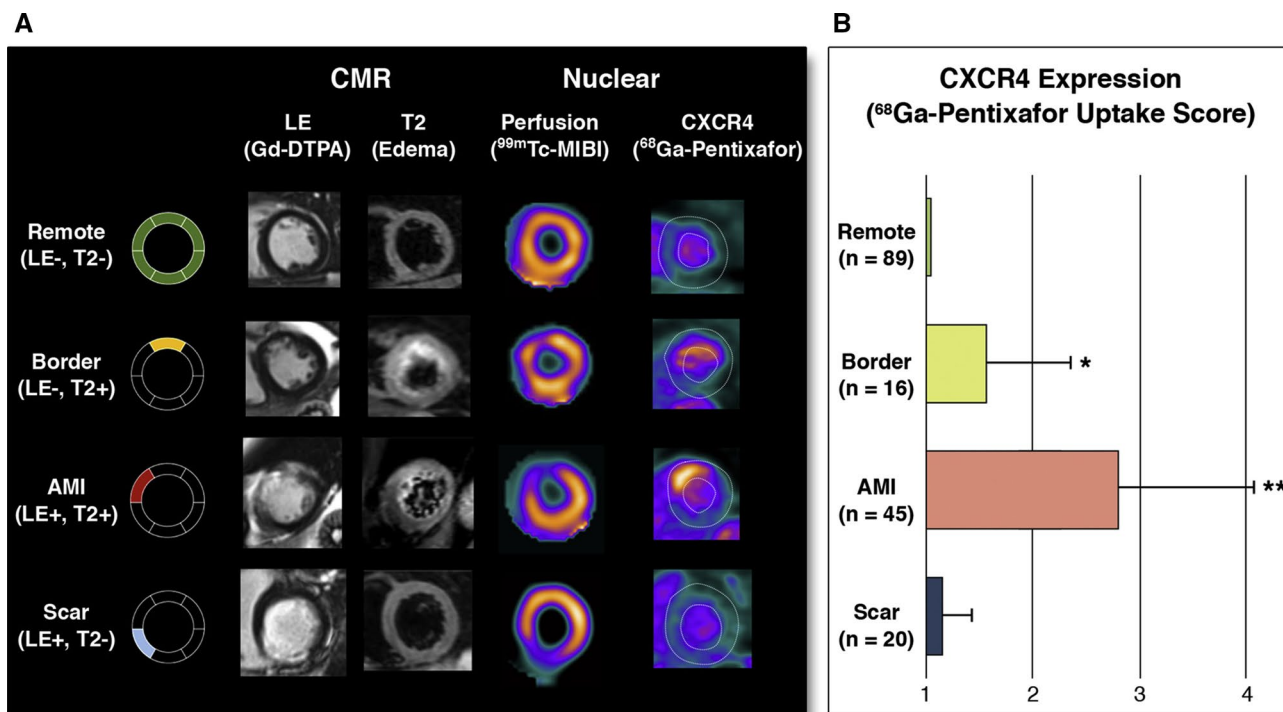 A
CMR
Nuclear
LE
(Gd-DTPA)
T2
(Edema)
Perfusion
(⁹⁹ᵐTc-MIBI)
CXCR4
(⁶⁸Ga-Pentixafor)
Remote
(LE-, T2-)
Border
(LE-, T2+)
AMI
(LE+, T2+)
Scar
(LE+, T2-)
B
CXCR4 Expression
(⁶⁸Ga-Pentixafor Uptake Score)
Remote
(n = 89)
Border
(n = 16)
*
AMI
(n = 45)
**
Scar
(n = 20)
1 2 3 4